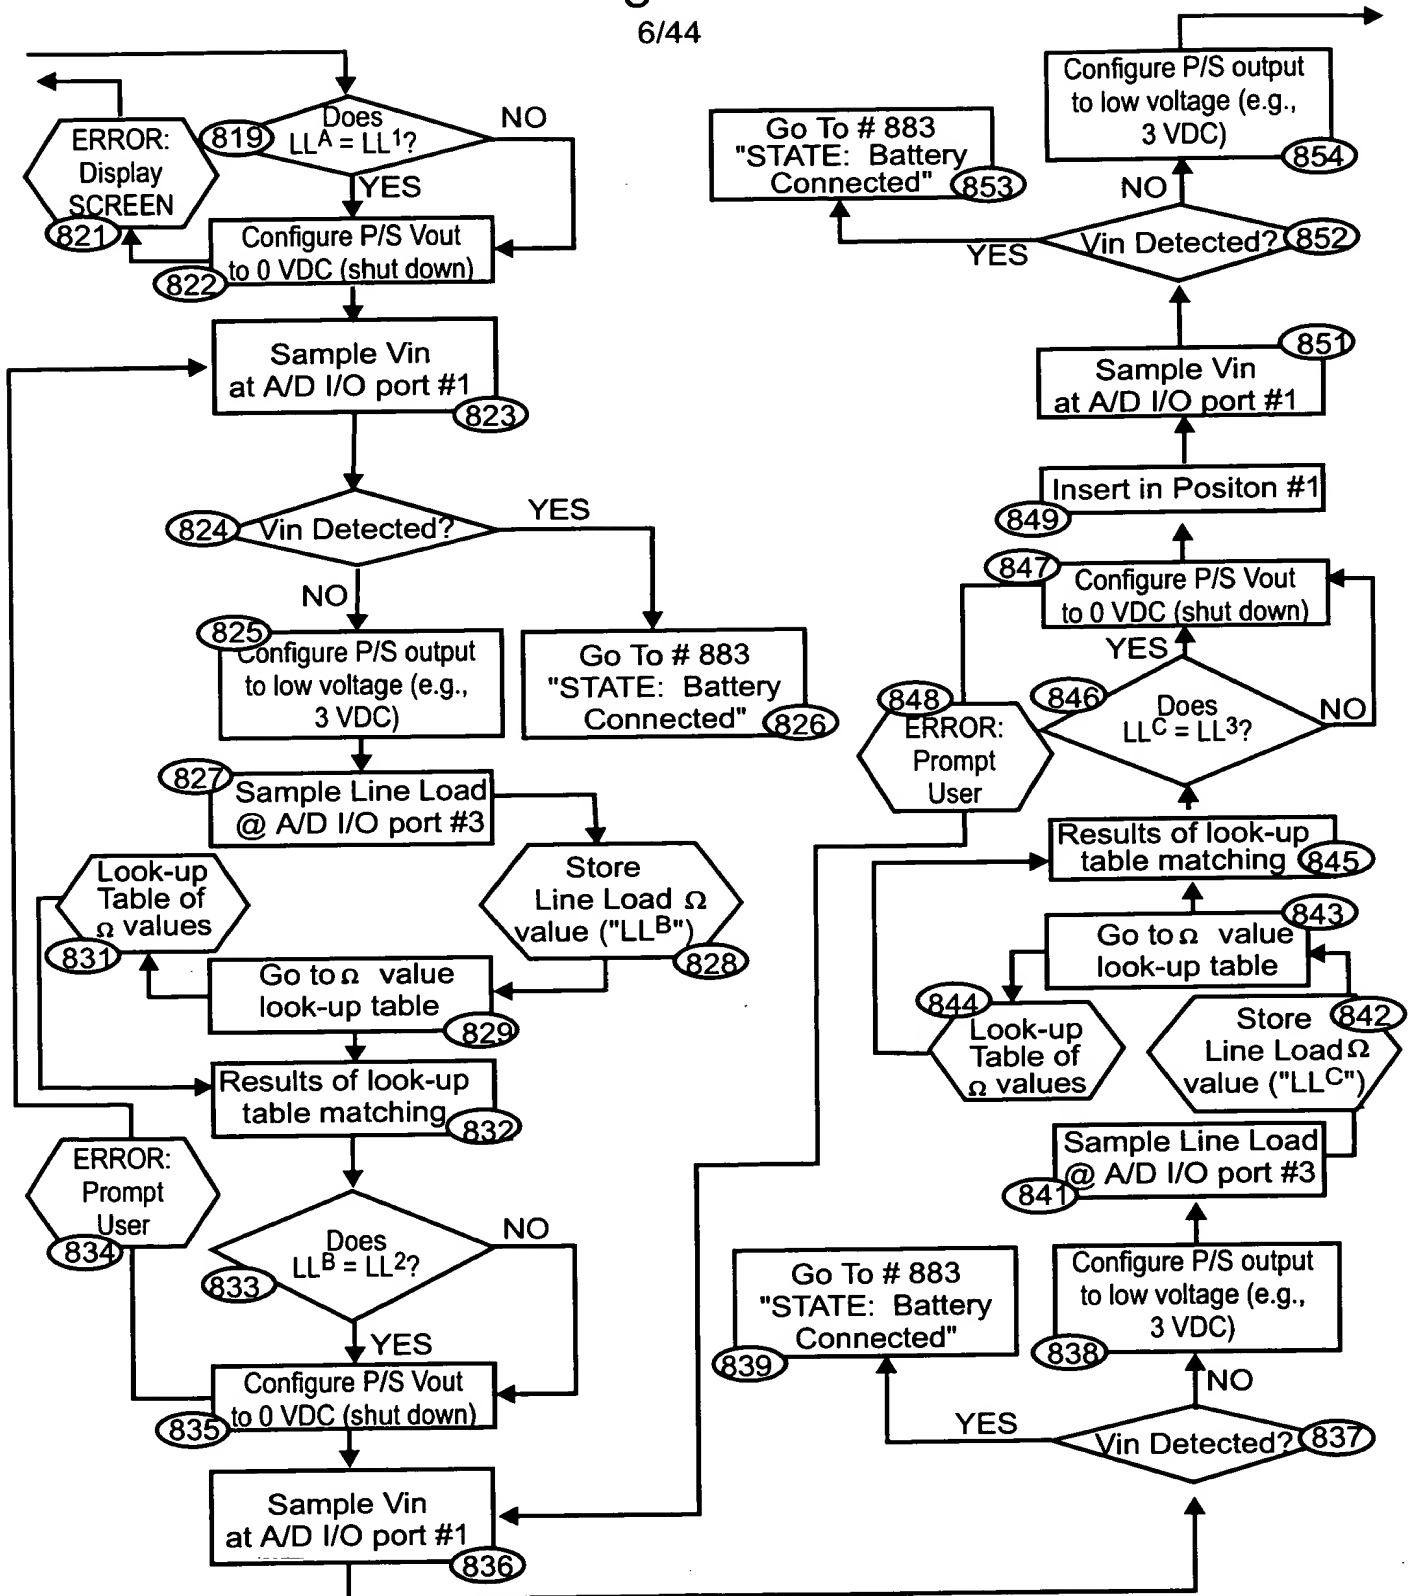 6/44
Does
LLA = LL1?
819
NO
YES
ERROR:
Display
SCREEN
821
Configure P/S Vout
to 0 VDC (shut down)
822
Sample Vin
at A/D I/O port #1
823
Vin Detected?
824
YES
NO
825
Configure P/S output
to low voltage (e.g.,
3 VDC)
Go To # 883
"STATE: Battery
Connected"
826
827
Sample Line Load
@ A/D I/O port #3
Store
Line Load Ω
value ("LLB")
828
Look-up
Table of
Ω values
831
Go to Ω value
look-up table
829
Results of look-up
table matching
832
ERROR:
Prompt
User
834
Does
LLB = LL2?
833
NO
YES
Configure P/S Vout
to 0 VDC (shut down)
835
Sample Vin
at A/D I/O port #1
836
Configure P/S output
to low voltage (e.g.,
3 VDC)
854
Go To # 883
"STATE: Battery
Connected"
853
NO
Vin Detected?
852
YES
851
Sample Vin
at A/D I/O port #1
Insert in Positon #1
849
847
Configure P/S Vout
to 0 VDC (shut down)
YES
846
Does
LLC = LL3?
NO
848
ERROR:
Prompt
User
Results of look-up
table matching
845
843
Go to Ω value
look-up table
844
Look-up
Table of
Ω values
842
Store
Line Load Ω
value ("LLC")
Sample Line Load
@ A/D I/O port #3
841
Configure P/S output
to low voltage (e.g.,
3 VDC)
838
Go To # 883
"STATE: Battery
Connected"
839
NO
YES
Vin Detected?
837